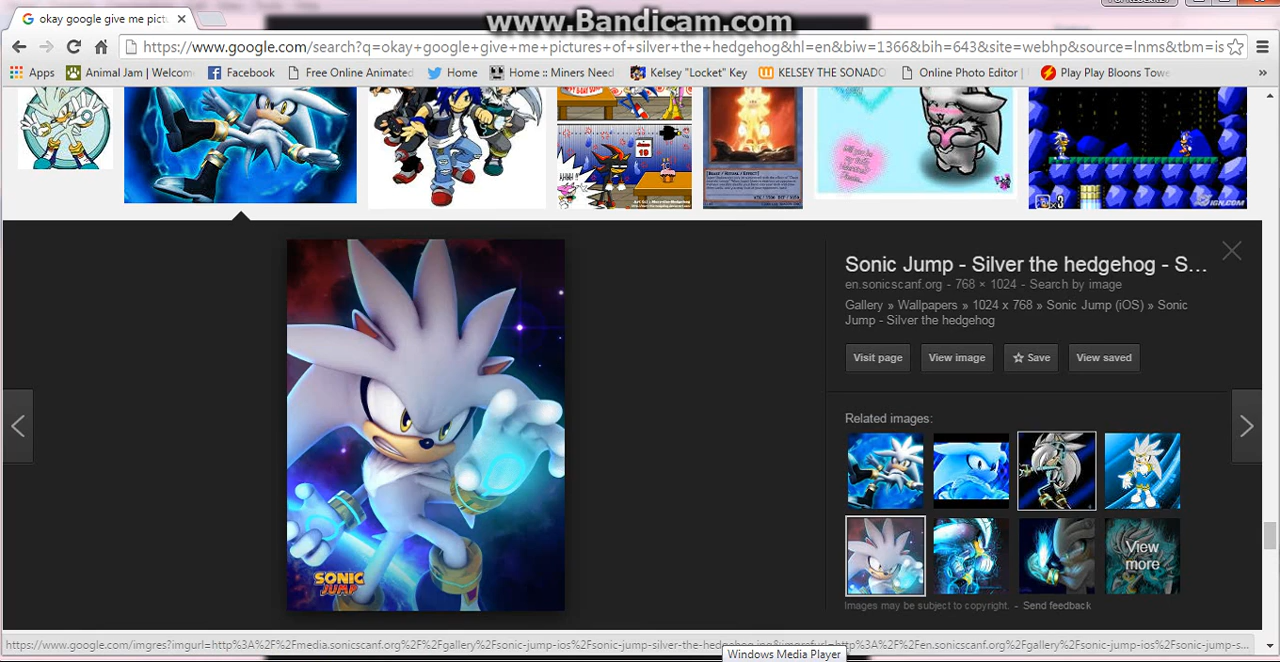 www.Bandicam.com
okay google give me pictu
https://www.google.com/search?q=okay+google+give+me+pictures+of+silver+the+hedgehog&hl=en&biw=1366&bih=643&site=webhp&source=lnms&tbm=is
Apps Animal Jam | Welcom Facebook Free Online Animated Home Home :: Miners Need Kelsey "Locket" Key KELSEY THE SONADO Online Photo Editor | Play Play Bloons Towe »
IGN.COM
Sonic Jump - Silver the hedgehog - S...
en.sonicscanf.org - 768 × 1024 - Search by image
Gallery » Wallpapers » 1024 x 768 » Sonic Jump (iOS) » Sonic
Jump - Silver the hedgehog
Visit page View image Save View saved
Related images:
SONIC
JUMP
View
more
Images may be subject to copyright. - Send feedback
Windows Media Player